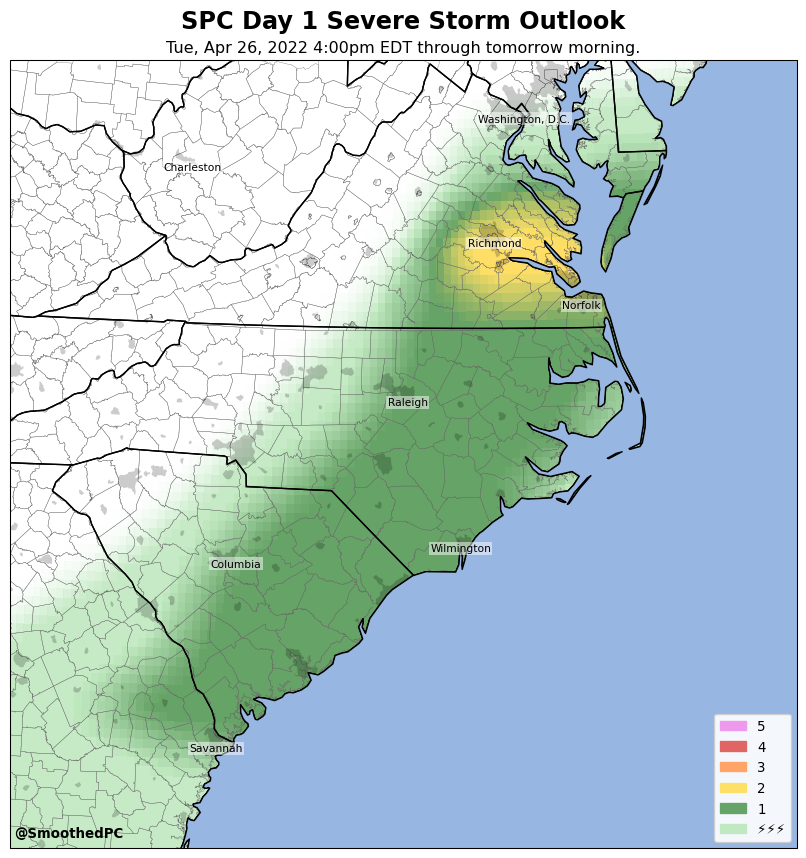 SPC Day 1 Severe Storm Outlook
Tue, Apr 26, 2022 4:00pm EDT through tomorrow morning.
Washington, D.C.
Charleston
Richmond
Norfolk
Raleigh
Wilmington
Columbia
Savannah
5
4
3
2
1
⚡⚡⚡
@SmoothedPC